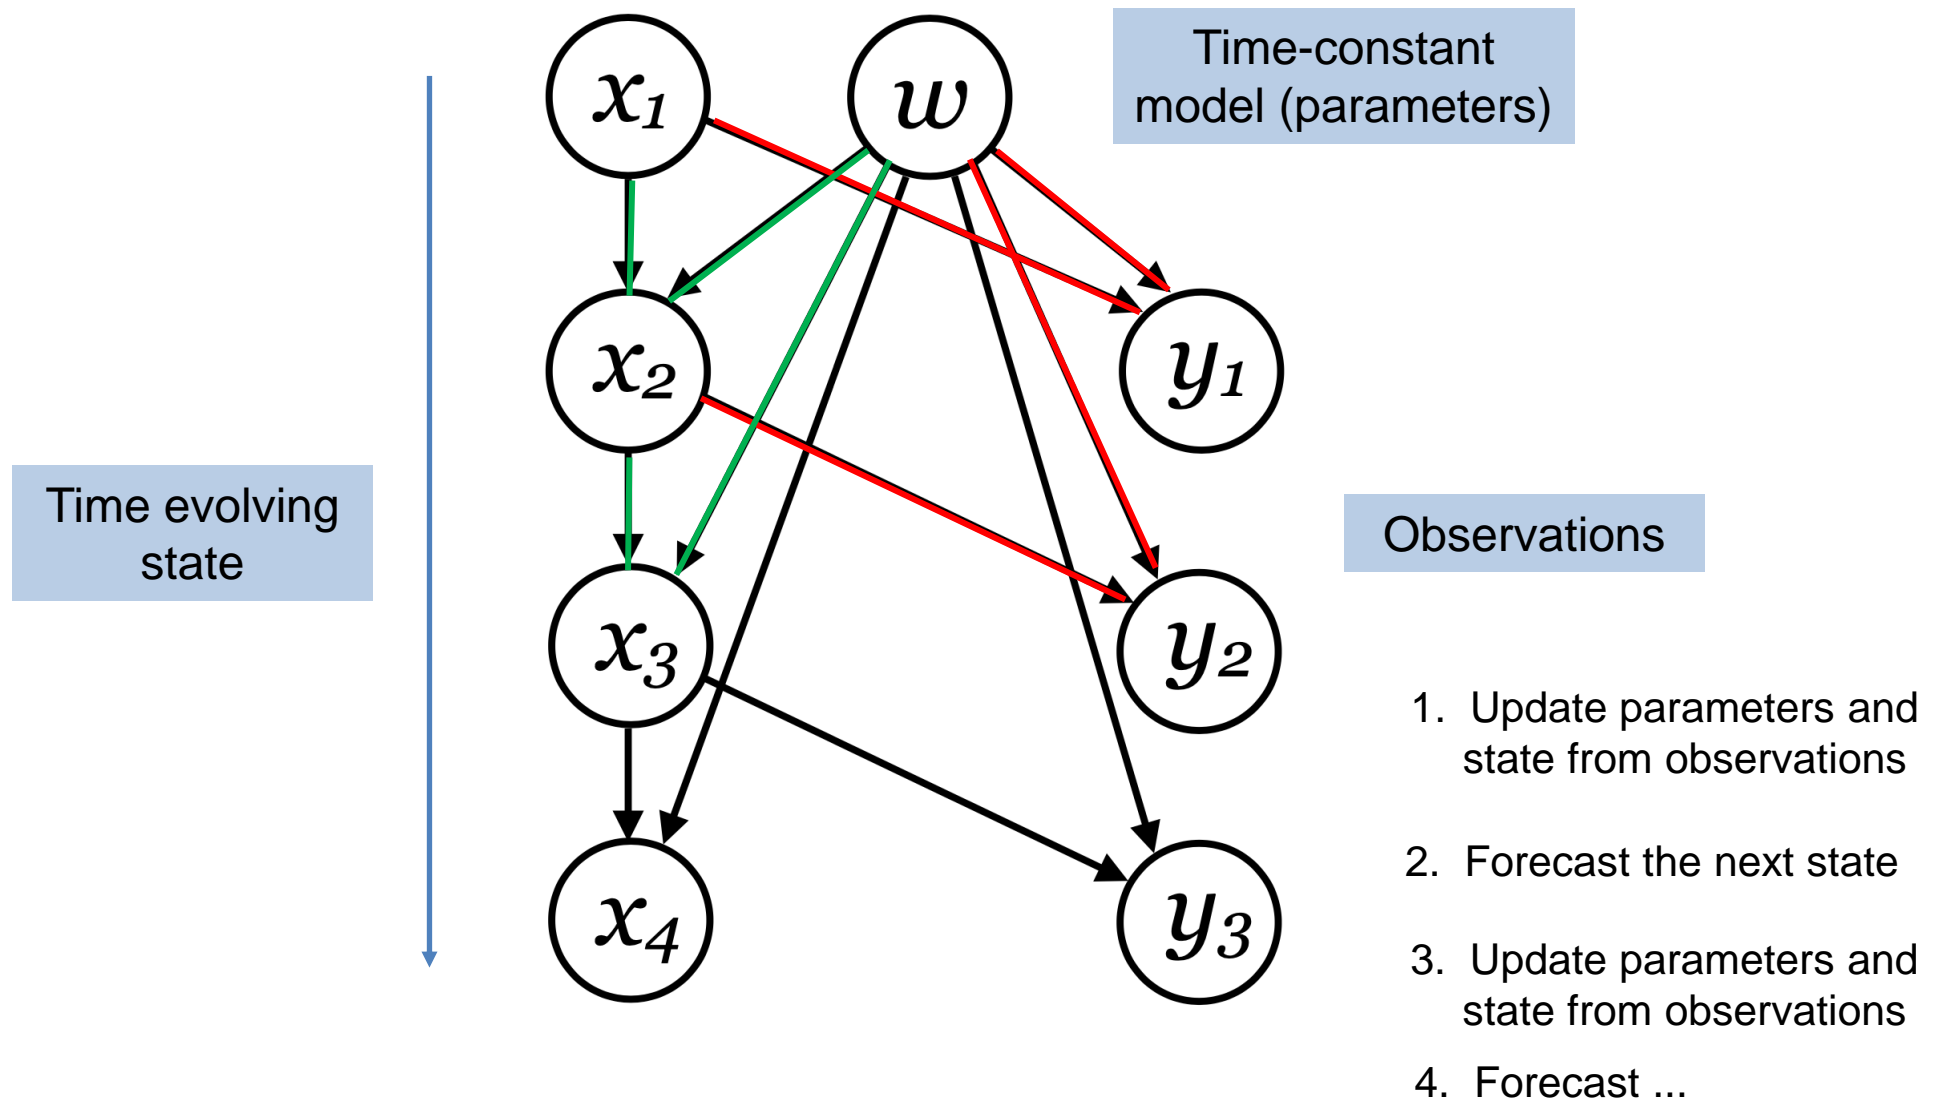 x1
w
Time-constant
model (parameters)
x2
y1
Time evolving
state
Observations
x3
y2
1. Update parameters and
state from observations
2. Forecast the next state
x4
y3
3. Update parameters and
state from observations
4. Forecast ...